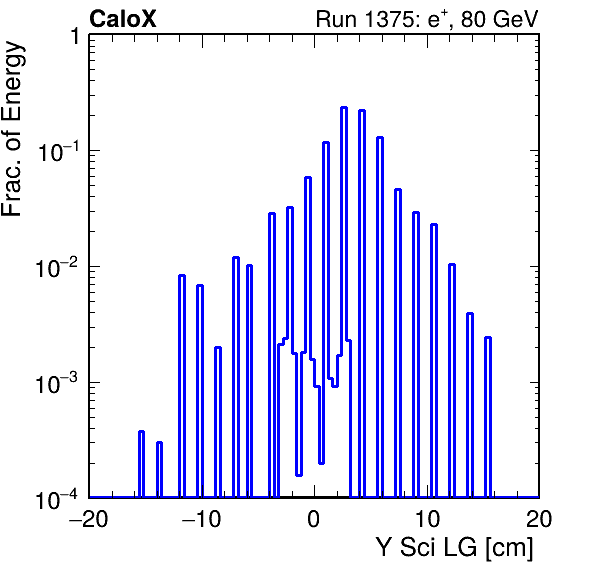 CaloX Run 1375: e⁺, 80 GeV
Frac. of Energy
1
10⁻¹
10⁻²
10⁻³
10⁻⁴
−20 −10 0 10 20
Y Sci LG [cm]